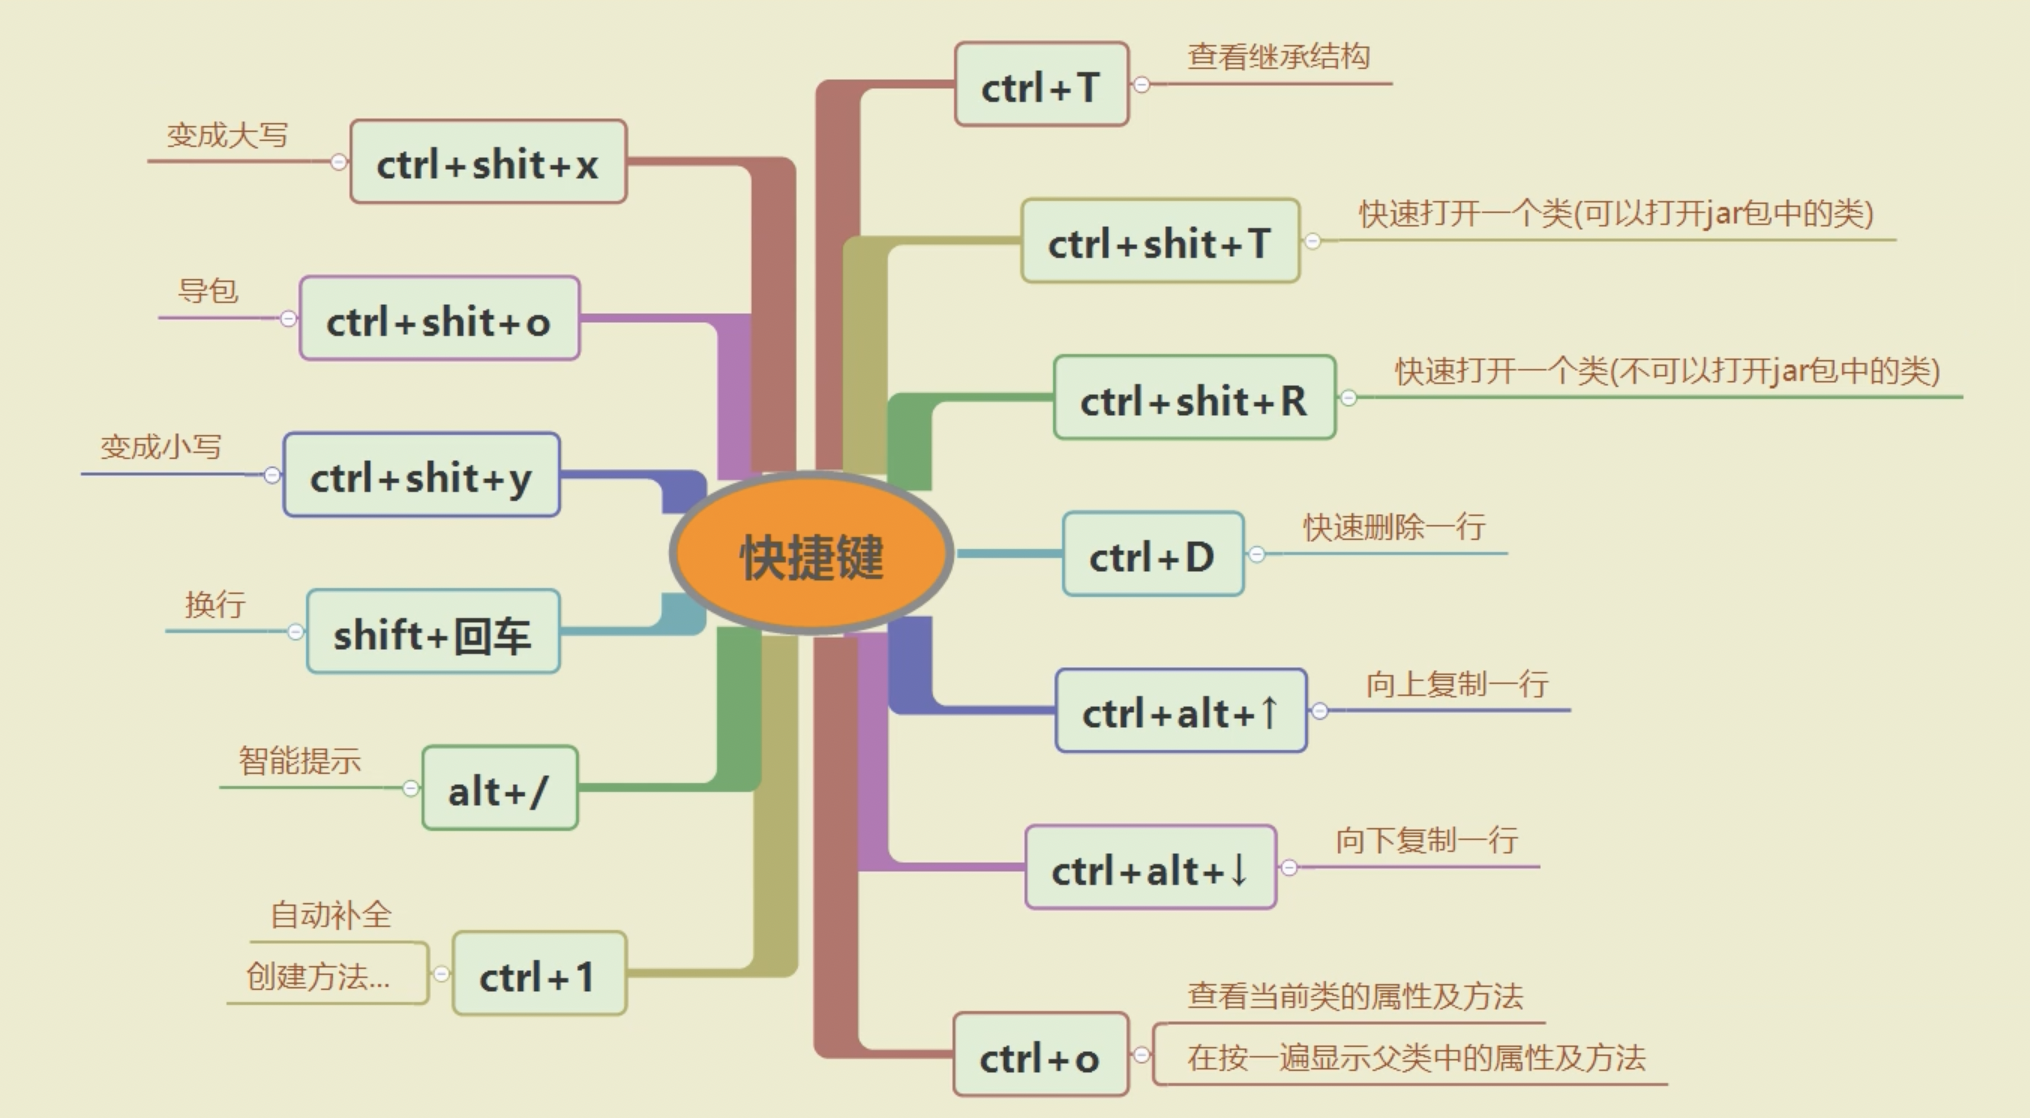 快捷键
ctrl+T
查看继承结构
ctrl+shit+T
快速打开一个类(可以打开jar包中的类)
ctrl+shit+R
快速打开一个类(不可以打开jar包中的类)
ctrl+D
快速删除一行
ctrl+alt+↑
向上复制一行
ctrl+alt+↓
向下复制一行
ctrl+o
查看当前类的属性及方法
在按一遍显示父类中的属性及方法
变成大写
ctrl+shit+x
导包
ctrl+shit+o
变成小写
ctrl+shit+y
换行
shift+回车
智能提示
alt+/
自动补全
创建方法...
ctrl+1